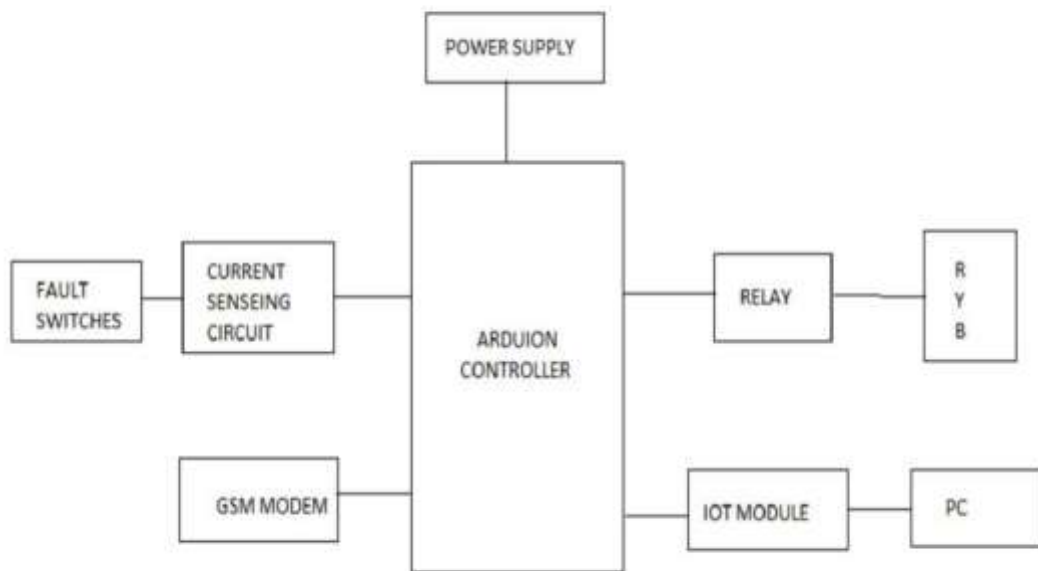 POWER SUPPLY
FAULT
SWITCHES
CURRENT
SENSEING
CIRCUIT
ARDUION
CONTROLLER
RELAY
R
Y
B
GSM MODEM
IOT MODULE
PC